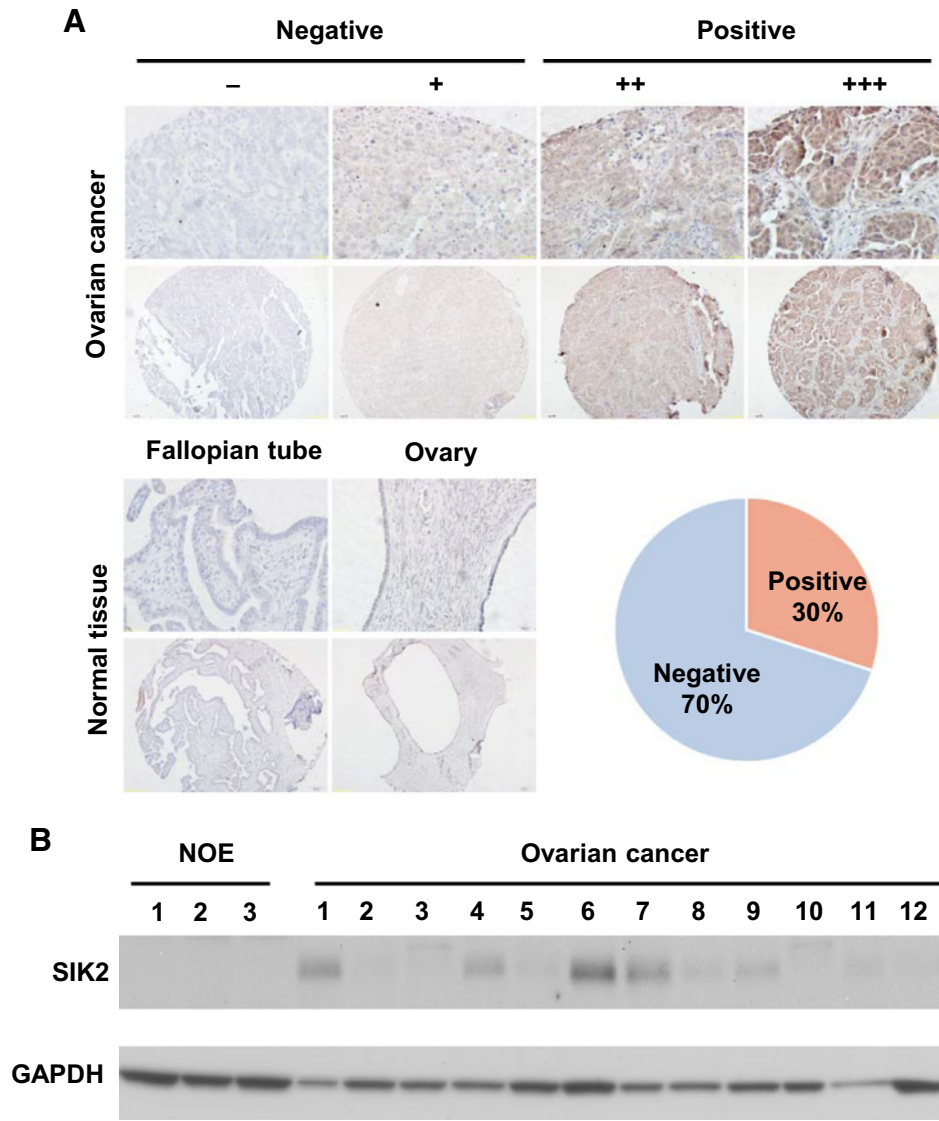 A
Negative
Positive
– + ++ +++
Ovarian cancer
Fallopian tube
Ovary
Normal tissue
Positive
30%
Negative
70%
B
NOE
Ovarian cancer
1 2 3 1 2 3 4 5 6 7 8 9 10 11 12
SIK2
GAPDH